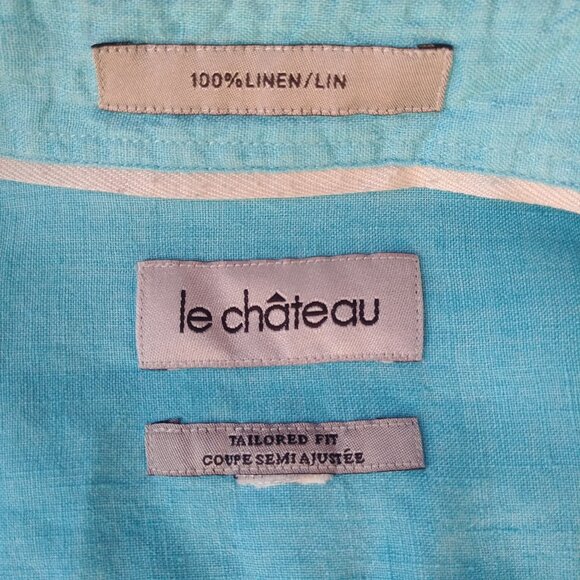 100% LINEN/LIN
le château
TAILORED FIT
COUPE SEMI AJUSTÉE